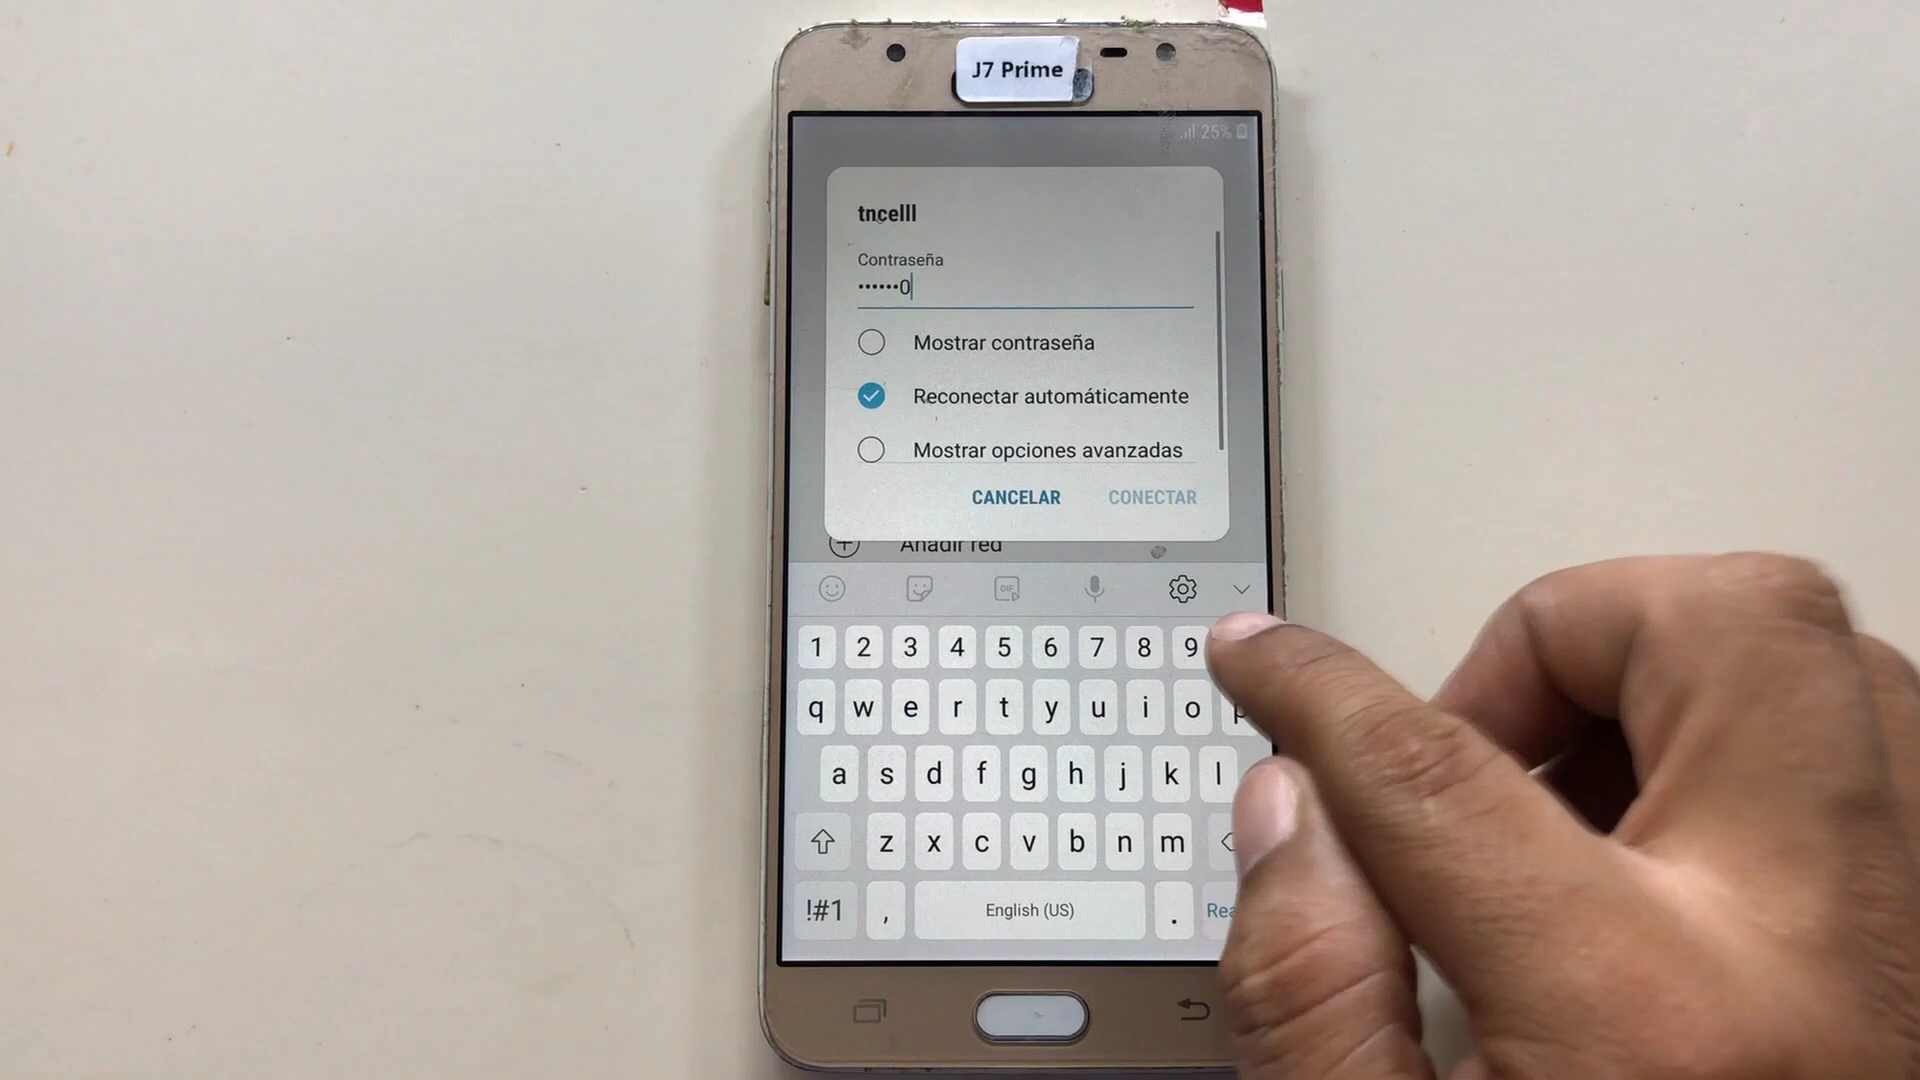 J7 Prime
25%
tncelll
Contraseña
••••••0
Mostrar contraseña
Reconectar automáticamente
Mostrar opciones avanzadas
CANCELAR CONECTAR
Añadir red
GIF
1 2 3 4 5 6 7 8 9
q w e r t y u i o p
a s d f g h j k l
z x c v b n m
!#1 , English (US) .